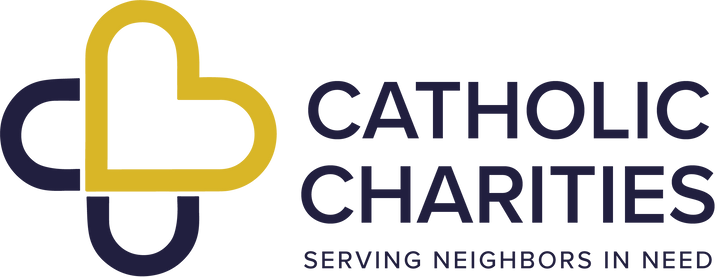 CATHOLIC
CHARITIES
SERVING NEIGHBORS IN NEED